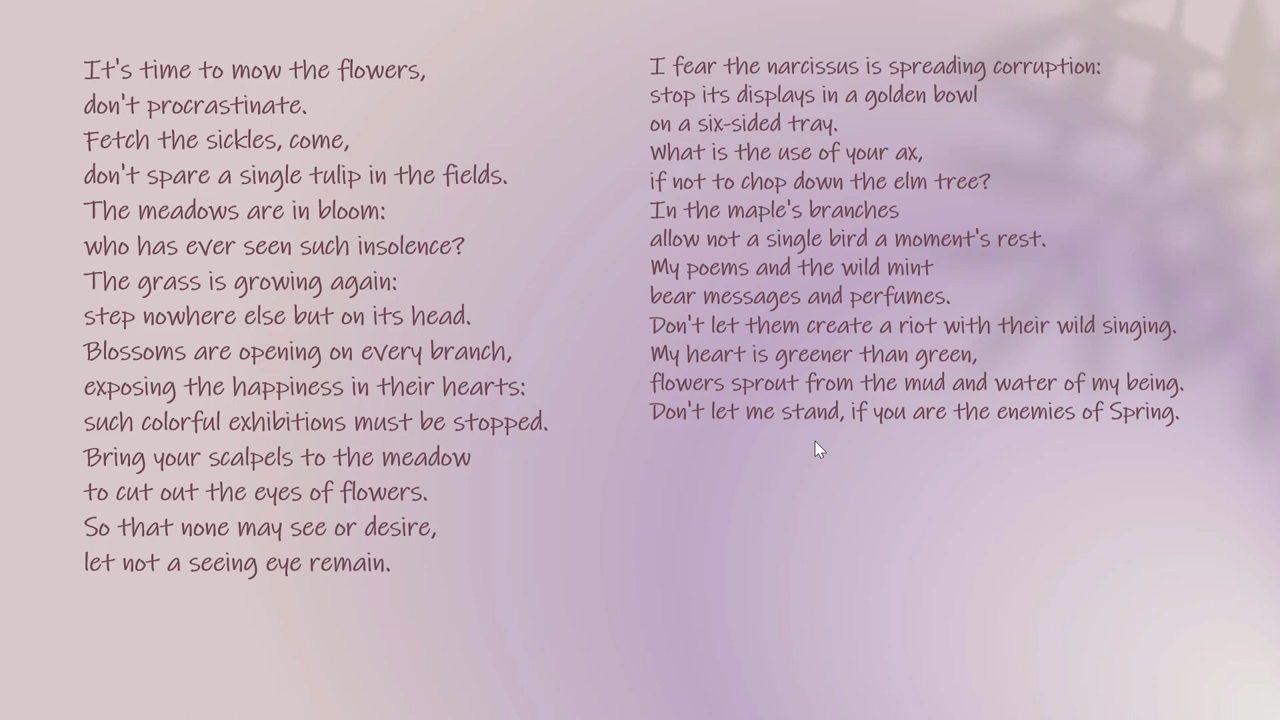 It's time to mow the flowers,
don't procrastinate.
Fetch the sickles, come,
don't spare a single tulip in the fields.
The meadows are in bloom:
who has ever seen such insolence?
The grass is growing again:
step nowhere else but on its head.
Blossoms are opening on every branch,
exposing the happiness in their hearts:
such colorful exhibitions must be stopped.
Bring your scalpels to the meadow
to cut out the eyes of flowers.
So that none may see or desire,
let not a seeing eye remain.
I fear the narcissus is spreading corruption:
stop its displays in a golden bowl
on a six-sided tray.
What is the use of your ax,
if not to chop down the elm tree?
In the maple's branches
allow not a single bird a moment's rest.
My poems and the wild mint
bear messages and perfumes.
Don't let them create a riot with their wild singing.
My heart is greener than green,
flowers sprout from the mud and water of my being.
Don't let me stand, if you are the enemies of Spring.